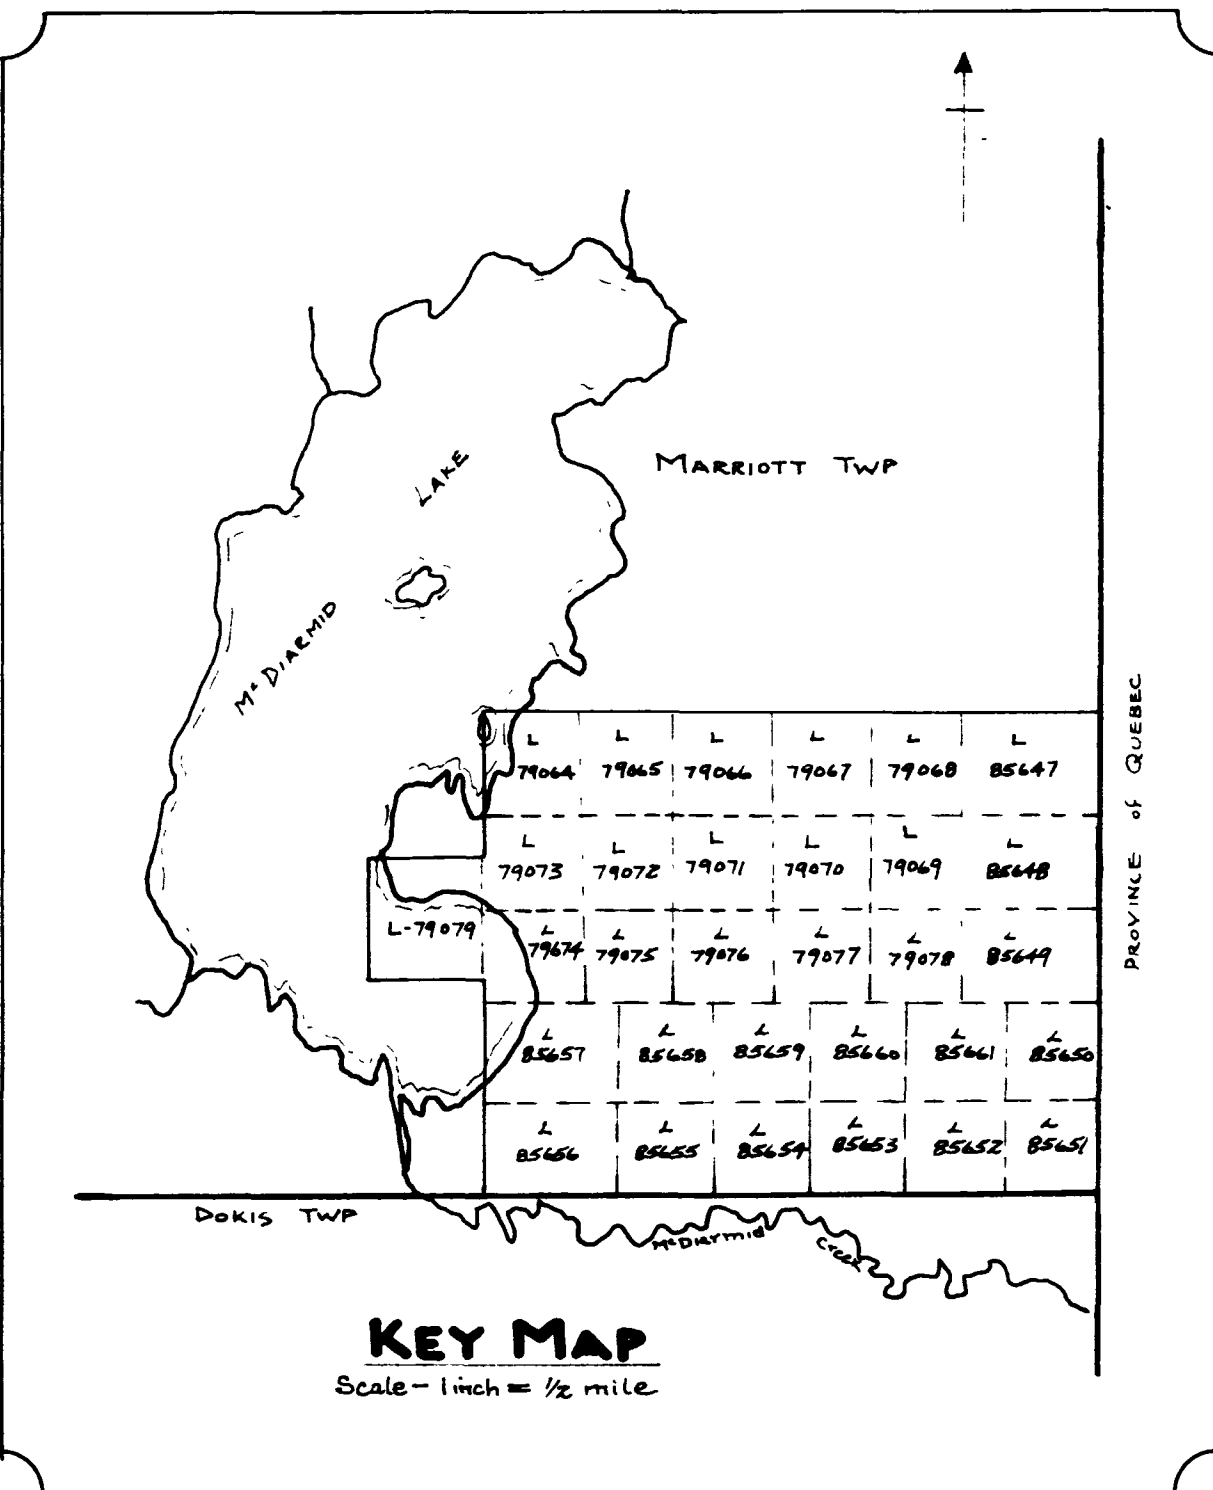 LAKE
MARRIOTT TWP
McDIARMID
PROVINCE of QUEBEC
L L L L L L
79064 79065 79066 79067 79068 85647
L L L L L L
79073 79072 79071 79070 79069 85648
L-79079
L L L L L L
79674 79075 79076 79077 79078 85649
L L L L L L
85657 85658 85659 85660 85661 85650
L L L L L L
85656 85655 85654 85653 85652 85651
DOKIS TWP
McDiarmid Creek
KEY MAP
Scale - 1 inch = 1/2 mile